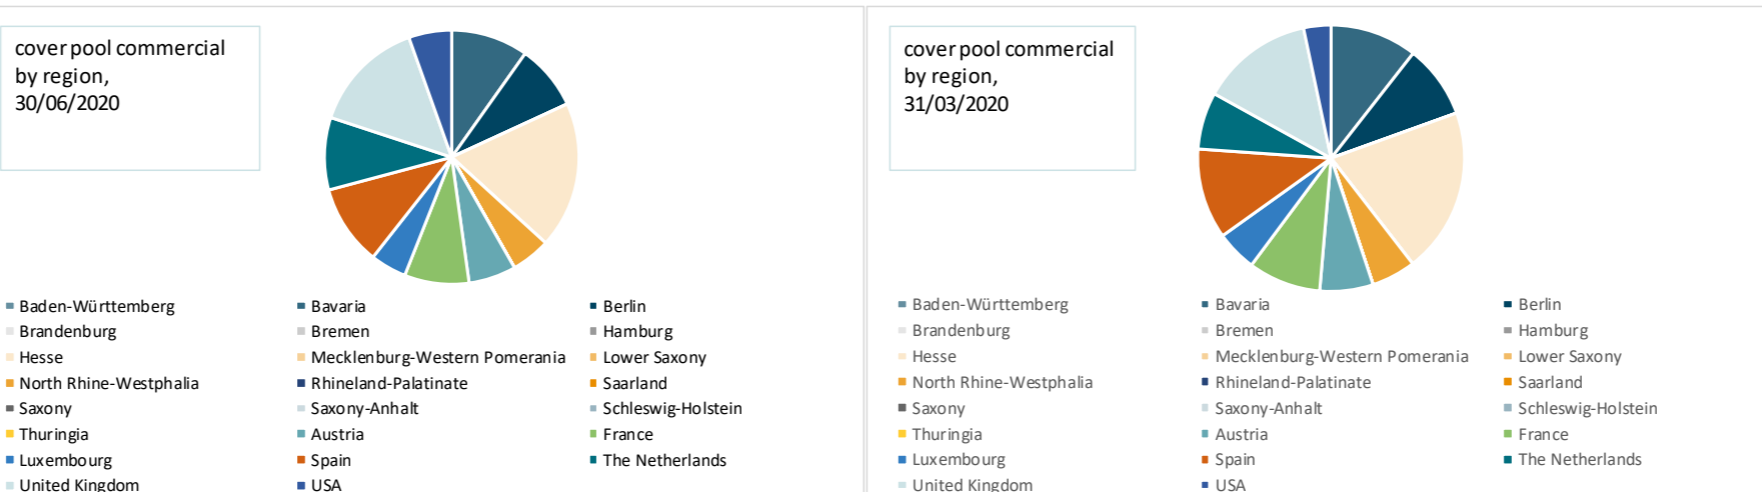 cover pool commercial
by region,
30/06/2020
Baden-Württemberg
Bavaria
Berlin
Brandenburg
Bremen
Hamburg
Hesse
Mecklenburg-Western Pomerania
Lower Saxony
North Rhine-Westphalia
Rhineland-Palatinate
Saarland
Saxony
Saxony-Anhalt
Schleswig-Holstein
Thuringia
Austria
France
Luxembourg
Spain
The Netherlands
United Kingdom
USA
cover pool commercial
by region,
31/03/2020
Baden-Württemberg
Bavaria
Berlin
Brandenburg
Bremen
Hamburg
Hesse
Mecklenburg-Western Pomerania
Lower Saxony
North Rhine-Westphalia
Rhineland-Palatinate
Saarland
Saxony
Saxony-Anhalt
Schleswig-Holstein
Thuringia
Austria
France
Luxembourg
Spain
The Netherlands
United Kingdom
USA